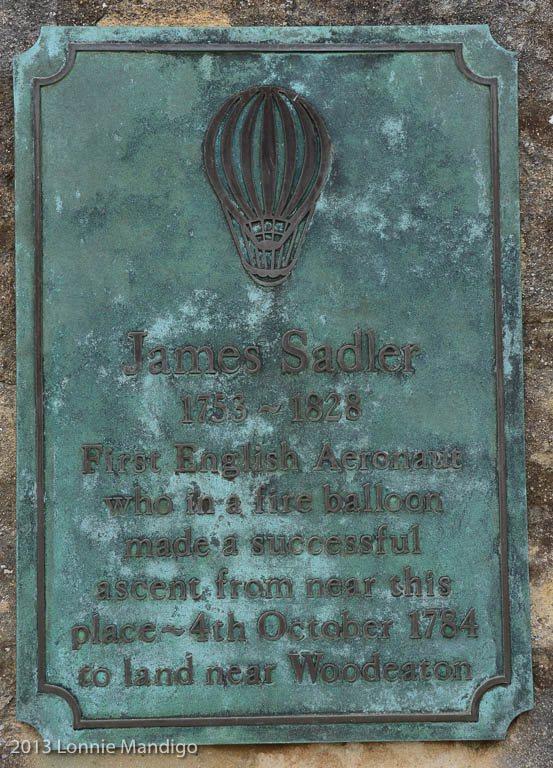 James Sadler
1753 ~ 1828
First English Aeronaut
who in a fire balloon
made a successful
ascent from near this
place ~ 4th October 1784
to land near Woodeaton
2013 Lonnie Mandigo